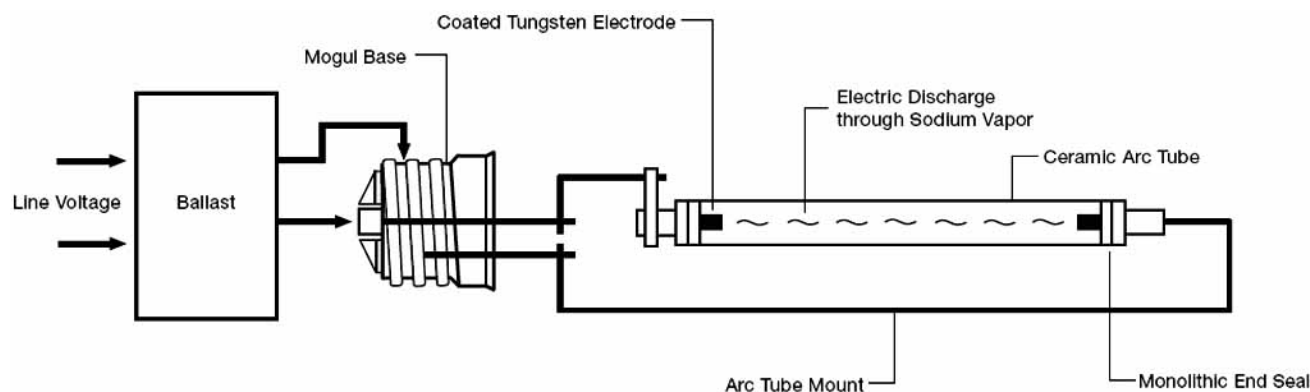 Coated Tungsten Electrode
Mogul Base
Electric Discharge
through Sodium Vapor
Ceramic Arc Tube
Line Voltage
Ballast
Arc Tube Mount
Monolithic End Seal